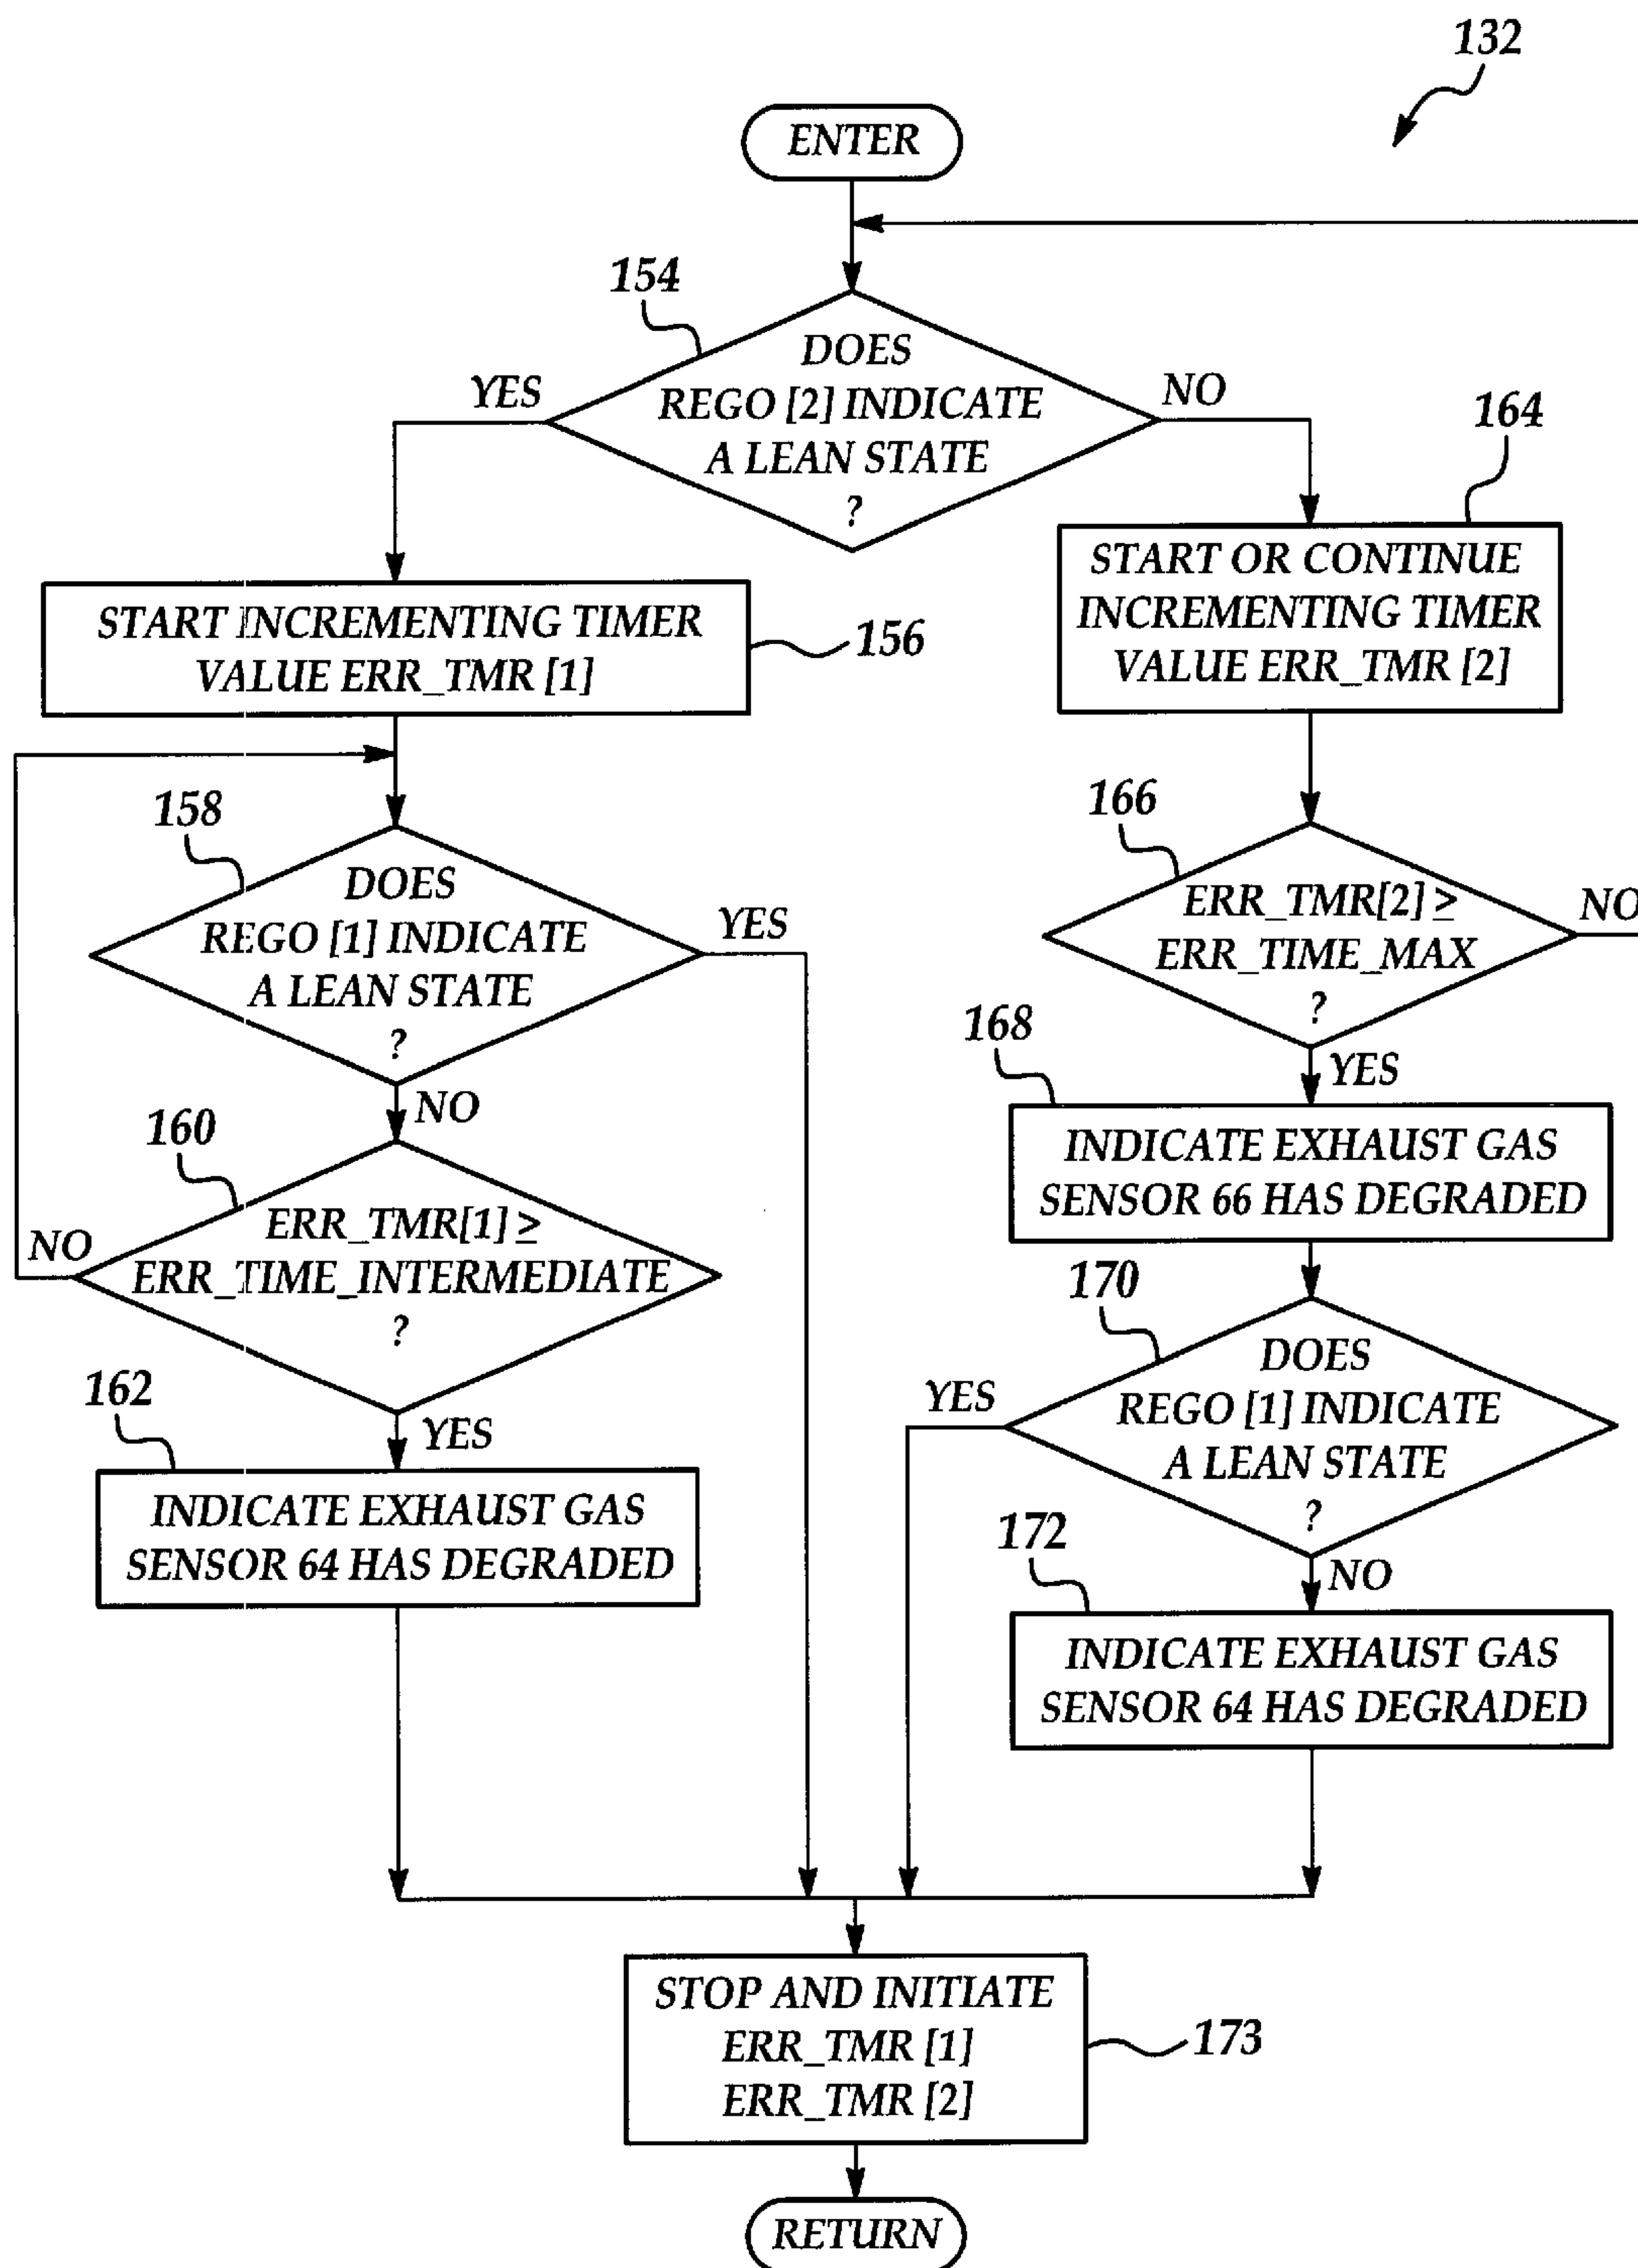 132
ENTER
154
DOES
REGO [2] INDICATE
A LEAN STATE
?
YES
NO
164
START INCREMENTING TIMER
VALUE ERR_TMR [1]
156
START OR CONTINUE
INCREMENTING TIMER
VALUE ERR_TMR [2]
158
DOES
REGO [1] INDICATE
A LEAN STATE
?
YES
NO
166
ERR_TMR[2] ≥
ERR_TIME_MAX
?
NO
YES
160
ERR_TMR[1] ≥
ERR_TIME_INTERMEDIATE
?
NO
YES
168
INDICATE EXHAUST GAS
SENSOR 66 HAS DEGRADED
162
INDICATE EXHAUST GAS
SENSOR 64 HAS DEGRADED
170
DOES
REGO [1] INDICATE
A LEAN STATE
?
YES
NO
172
INDICATE EXHAUST GAS
SENSOR 64 HAS DEGRADED
STOP AND INITIATE
ERR_TMR [1]
ERR_TMR [2]
173
RETURN